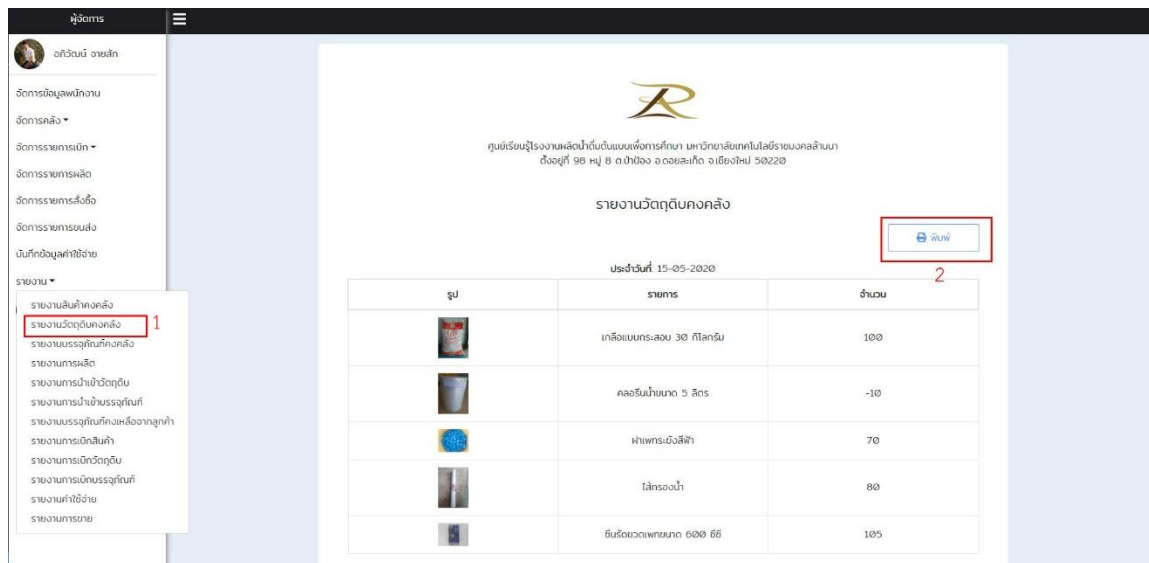 ผู้จัดการ
อภิวัฒน์ อายสัก
จัดการข้อมูลพนักงาน
จัดการคลัง
จัดการรายการเบิก
จัดการรายการผลิต
จัดการรายการสั่งซื้อ
จัดการรายการขนส่ง
บันทึกข้อมูลค่าใช้จ่าย
รายงาน
รายงานสินค้าคงคลัง
รายงานวัตถุดิบคงคลัง 1
รายงานบรรจุภัณฑ์คงคลัง
รายงานการผลิต
รายงานการนำเข้าวัตถุดิบ
รายงานการนำเข้าบรรจุภัณฑ์
รายงานบรรจุภัณฑ์คงเหลือจากลูกค้า
รายงานการเบิกสินค้า
รายงานการเบิกวัตถุดิบ
รายงานการเบิกบรรจุภัณฑ์
รายงานค่าใช้จ่าย
รายงานการขาย
ศูนย์เรียนรู้โรงงานผลิตน้ำดื่มต้นแบบเพื่อการศึกษา มหาวิทยาลัยเทคโนโลยีราชมงคลล้านนา
ตั้งอยู่ที่ 98 หมู่ 8 ต.ป่าป้อง อ.ดอยสะเก็ด จ.เชียงใหม่ 50220
รายงานวัตถุดิบคงคลัง
พิมพ์
2
ประจำวันที่ 15-05-2020
รูป รายการ จำนวน
เกลือแบบกระสอบ 30 กิโลกรัม 100
คลอรีนน้ำขนาด 5 ลิตร -10
ฝาเพทระฆังสีฟ้า 70
ไส้กรองน้ำ 80
ซีนรัดขวดเพทขนาด 600 ซีซี 105